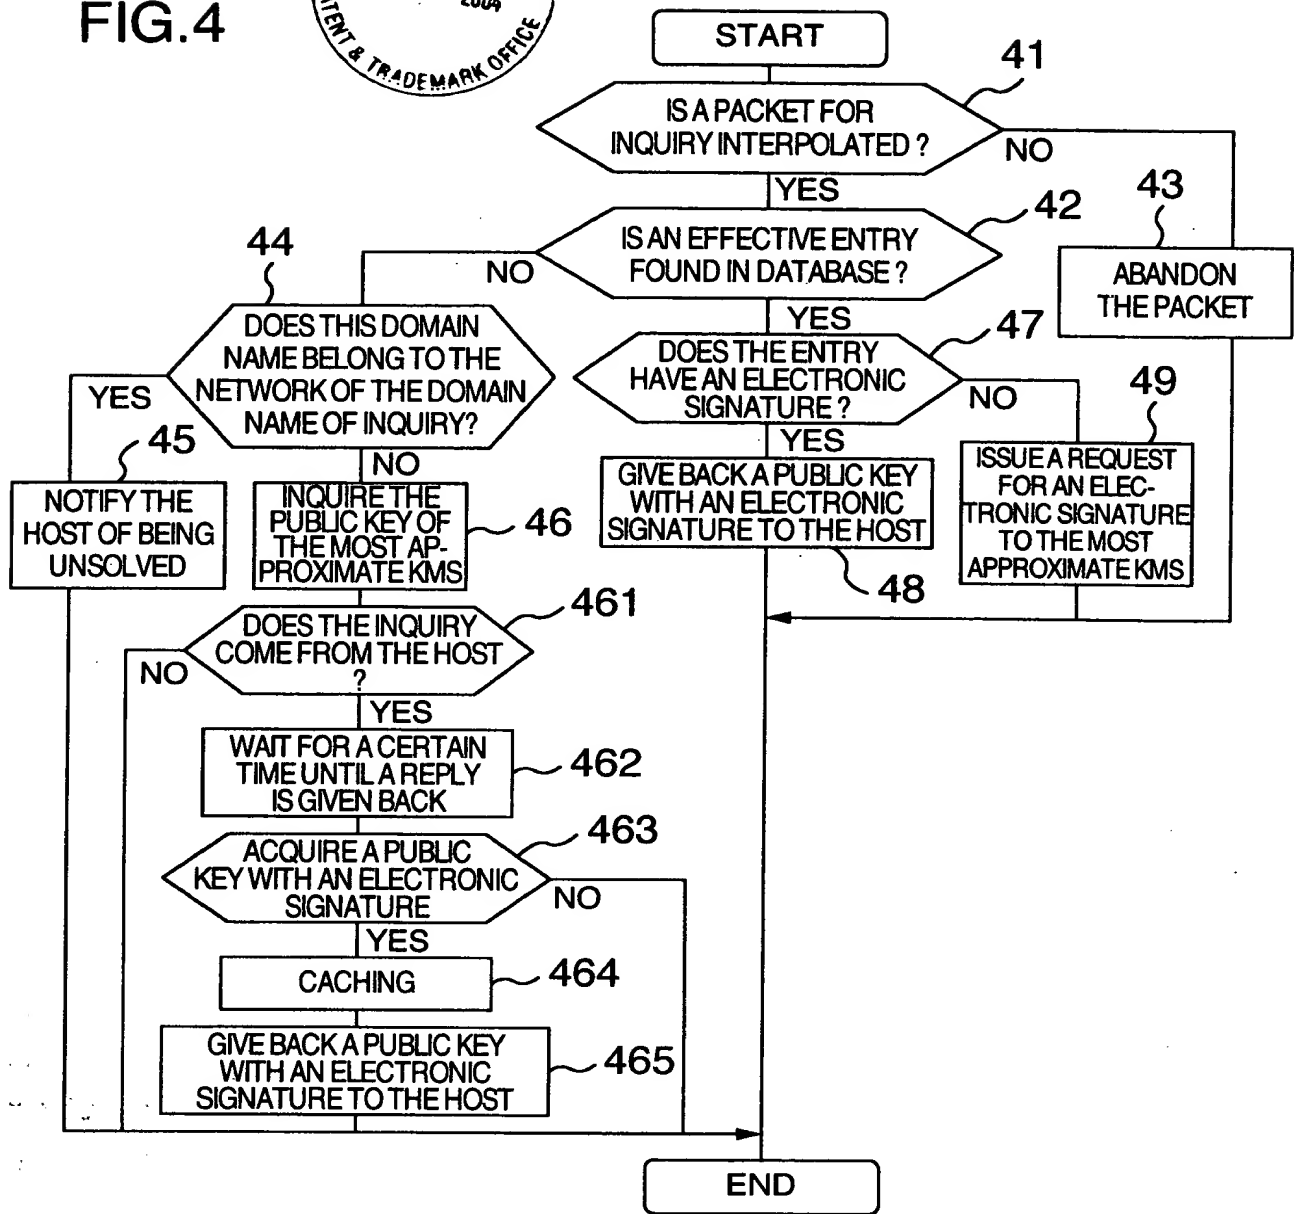 FIG.4
2004
TENT & TRADEMARK OFFICE
START
41
IS A PACKET FOR
INQUIRY INTERPOLATED ?
NO
YES
42
43
IS AN EFFECTIVE ENTRY
FOUND IN DATABASE ?
NO
YES
ABANDON
THE PACKET
44
DOES THIS DOMAIN
NAME BELONG TO THE
NETWORK OF THE DOMAIN
NAME OF INQUIRY?
YES
NO
47
DOES THE ENTRY
HAVE AN ELECTRONIC
SIGNATURE ?
NO
YES
49
ISSUE A REQUEST
FOR AN ELEC-
TRONIC SIGNATURE
TO THE MOST
APPROXIMATE KMS
45
NOTIFY THE
HOST OF BEING
UNSOLVED
INQUIRE THE
PUBLIC KEY OF
THE MOST AP-
PROXIMATE KMS
46
GIVE BACK A PUBLIC KEY
WITH AN ELECTRONIC
SIGNATURE TO THE HOST
48
461
DOES THE INQUIRY
COME FROM THE HOST
?
NO
YES
WAIT FOR A CERTAIN
TIME UNTIL A REPLY
IS GIVEN BACK
462
463
ACQUIRE A PUBLIC
KEY WITH AN ELECTRONIC
SIGNATURE
NO
YES
CACHING
464
GIVE BACK A PUBLIC KEY
WITH AN ELECTRONIC
SIGNATURE TO THE HOST
465
END